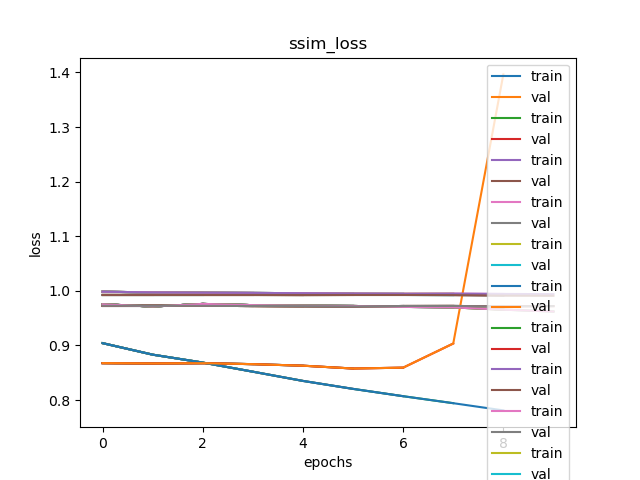 ssim_loss
1.4
1.3
1.2
1.1
1.0
0.9
0.8
loss
0
2
4
6
8
epochs
train
val
train
val
train
val
train
val
train
val
train
val
train
val
train
val
train
val
train
val